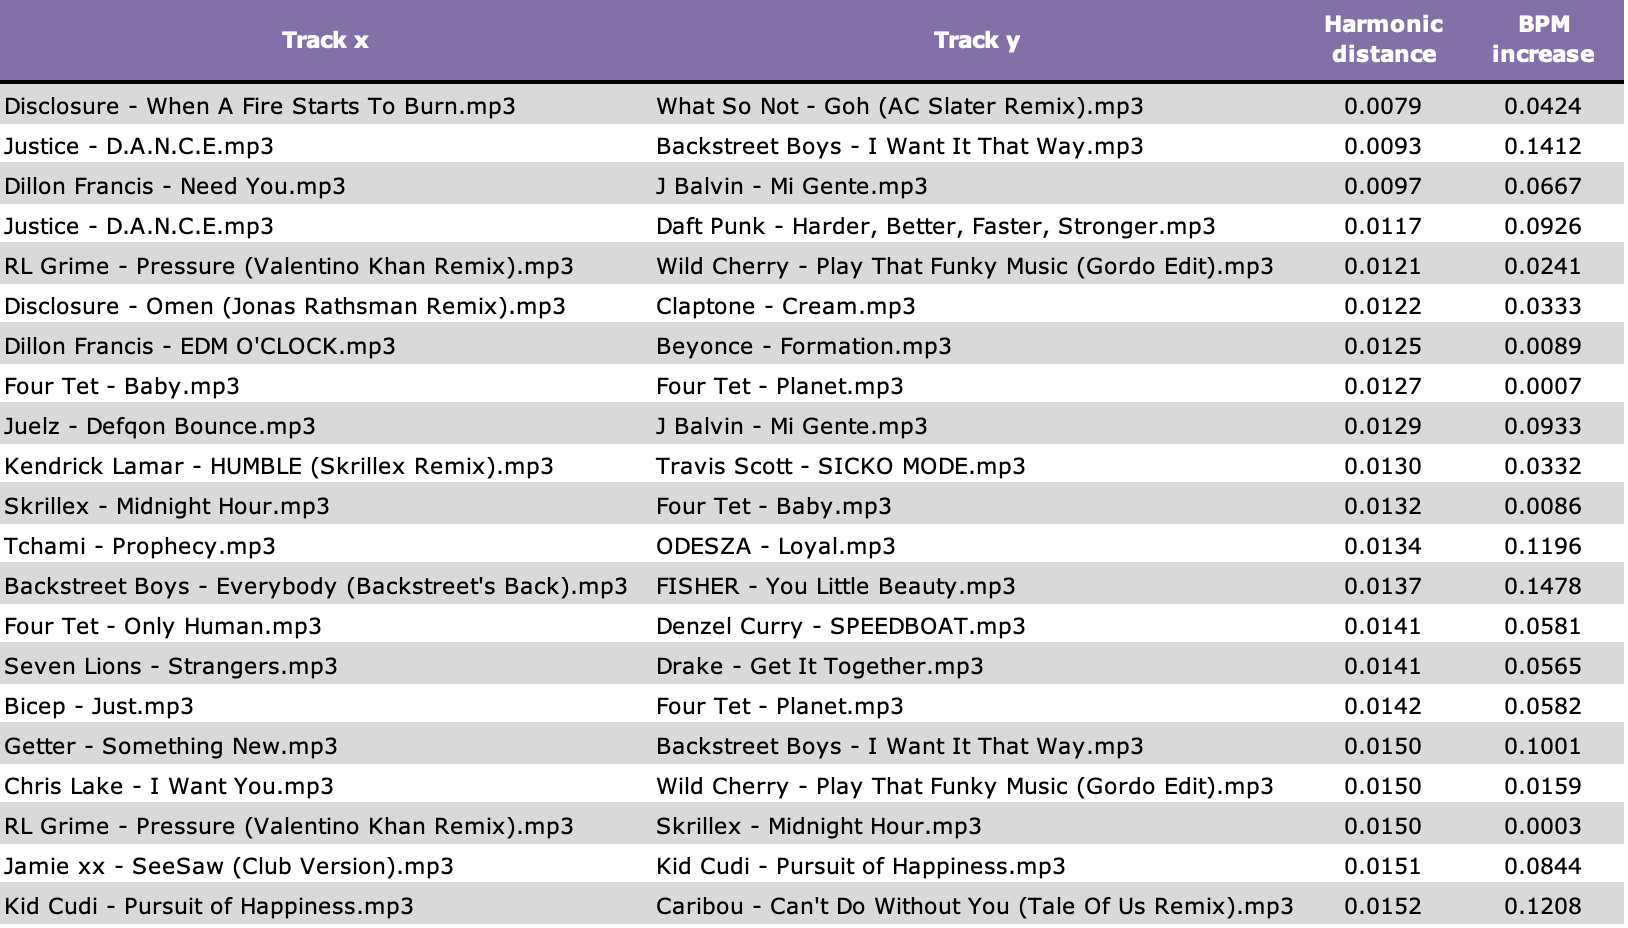 Track x Track y Harmonic distance BPM increase
Disclosure - When A Fire Starts To Burn.mp3 What So Not - Goh (AC Slater Remix).mp3 0.0079 0.0424
Justice - D.A.N.C.E.mp3 Backstreet Boys - I Want It That Way.mp3 0.0093 0.1412
Dillon Francis - Need You.mp3 J Balvin - Mi Gente.mp3 0.0097 0.0667
Justice - D.A.N.C.E.mp3 Daft Punk - Harder, Better, Faster, Stronger.mp3 0.0117 0.0926
RL Grime - Pressure (Valentino Khan Remix).mp3 Wild Cherry - Play That Funky Music (Gordo Edit).mp3 0.0121 0.0241
Disclosure - Omen (Jonas Rathsman Remix).mp3 Claptone - Cream.mp3 0.0122 0.0333
Dillon Francis - EDM O'CLOCK.mp3 Beyonce - Formation.mp3 0.0125 0.0089
Four Tet - Baby.mp3 Four Tet - Planet.mp3 0.0127 0.0007
Juelz - Defqon Bounce.mp3 J Balvin - Mi Gente.mp3 0.0129 0.0933
Kendrick Lamar - HUMBLE (Skrillex Remix).mp3 Travis Scott - SICKO MODE.mp3 0.0130 0.0332
Skrillex - Midnight Hour.mp3 Four Tet - Baby.mp3 0.0132 0.0086
Tchami - Prophecy.mp3 ODESZA - Loyal.mp3 0.0134 0.1196
Backstreet Boys - Everybody (Backstreet's Back).mp3 FISHER - You Little Beauty.mp3 0.0137 0.1478
Four Tet - Only Human.mp3 Denzel Curry - SPEEDBOAT.mp3 0.0141 0.0581
Seven Lions - Strangers.mp3 Drake - Get It Together.mp3 0.0141 0.0565
Bicep - Just.mp3 Four Tet - Planet.mp3 0.0142 0.0582
Getter - Something New.mp3 Backstreet Boys - I Want It That Way.mp3 0.0150 0.1001
Chris Lake - I Want You.mp3 Wild Cherry - Play That Funky Music (Gordo Edit).mp3 0.0150 0.0159
RL Grime - Pressure (Valentino Khan Remix).mp3 Skrillex - Midnight Hour.mp3 0.0150 0.0003
Jamie xx - SeeSaw (Club Version).mp3 Kid Cudi - Pursuit of Happiness.mp3 0.0151 0.0844
Kid Cudi - Pursuit of Happiness.mp3 Caribou - Can't Do Without You (Tale Of Us Remix).mp3 0.0152 0.1208